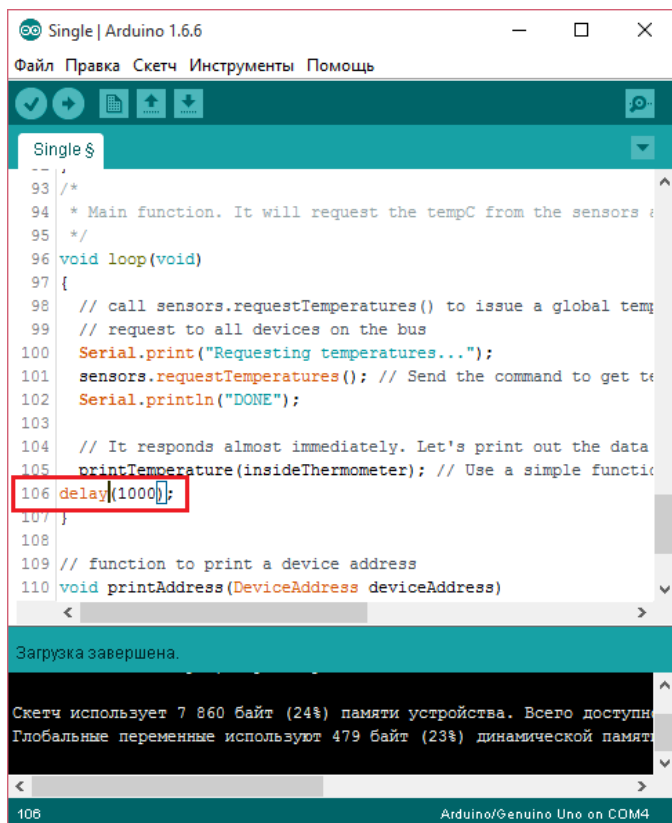 Single | Arduino 1.6.6
Файл Правка Скетч Инструменты Помощь
Single §
93 /*
94 * Main function. It will request the tempC from the sensors
95 */
96 void loop(void)
97 {
98 // call sensors.requestTemperatures() to issue a global temp
99 // request to all devices on the bus
100 Serial.print("Requesting temperatures...");
101 sensors.requestTemperatures(); // Send the command to get te
102 Serial.println("DONE");
103
104 // It responds almost immediately. Let's print out the data
105 printTemperature(insideThermometer); // Use a simple functio
106 delay(1000);
107 }
108
109 // function to print a device address
110 void printAddress(DeviceAddress deviceAddress)
Загрузка завершена.
Скетч использует 7 860 байт (24%) памяти устройства. Всего доступн
Глобальные переменные используют 479 байт (23%) динамической памят
106 Arduino/Genuino Uno on COM4